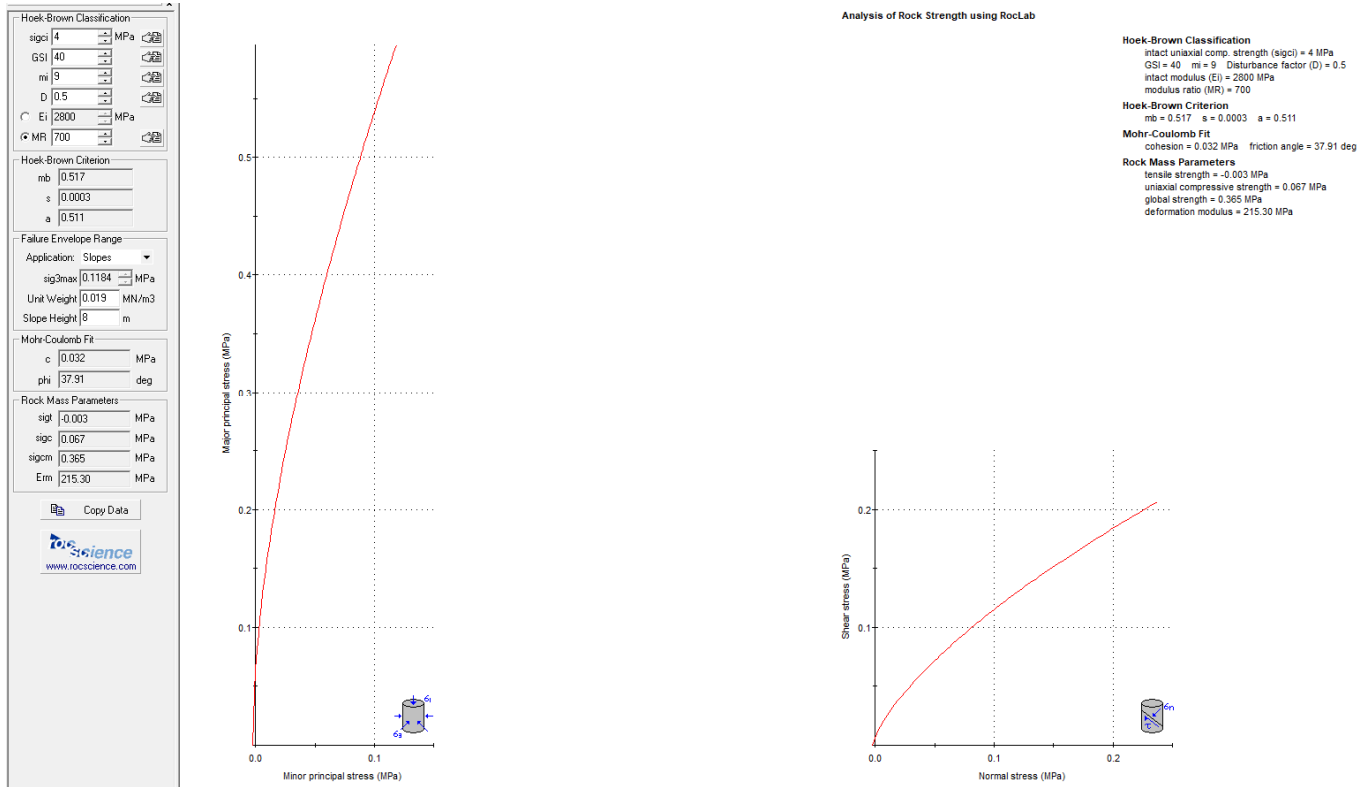 Hoek-Brown Classification
sigci 4 MPa
GSI 40
mi 9
D 0.5
Ei 2800 MPa
MR 700
Hoek-Brown Criterion
mb 0.517
s 0.0003
a 0.511
Failure Envelope Range
Application: Slopes
sig3max 0.1184 MPa
Unit Weight 0.019 MN/m3
Slope Height 8 m
Mohr-Coulomb Fit
c 0.032 MPa
phi 37.91 deg
Rock Mass Parameters
sigt -0.003 MPa
sigc 0.067 MPa
sigcm 0.365 MPa
Erm 215.30 MPa
Copy Data
rocscience
www.rocscience.com
Major principal stress (MPa)
0.5
0.4
0.3
0.2
0.1
0.0 0.1
Minor principal stress (MPa)
σ1
σ3
Analysis of Rock Strength using RocLab
Hoek-Brown Classification
intact uniaxial comp. strength (sigci) = 4 MPa
GSI = 40 mi = 9 Disturbance factor (D) = 0.5
intact modulus (Ei) = 2800 MPa
modulus ratio (MR) = 700
Hoek-Brown Criterion
mb = 0.517 s = 0.0003 a = 0.511
Mohr-Coulomb Fit
cohesion = 0.032 MPa friction angle = 37.91 deg
Rock Mass Parameters
tensile strength = -0.003 MPa
uniaxial compressive strength = 0.067 MPa
global strength = 0.365 MPa
deformation modulus = 215.30 MPa
Shear stress (MPa)
0.2
0.1
0.0 0.1 0.2
Normal stress (MPa)
σn
τ